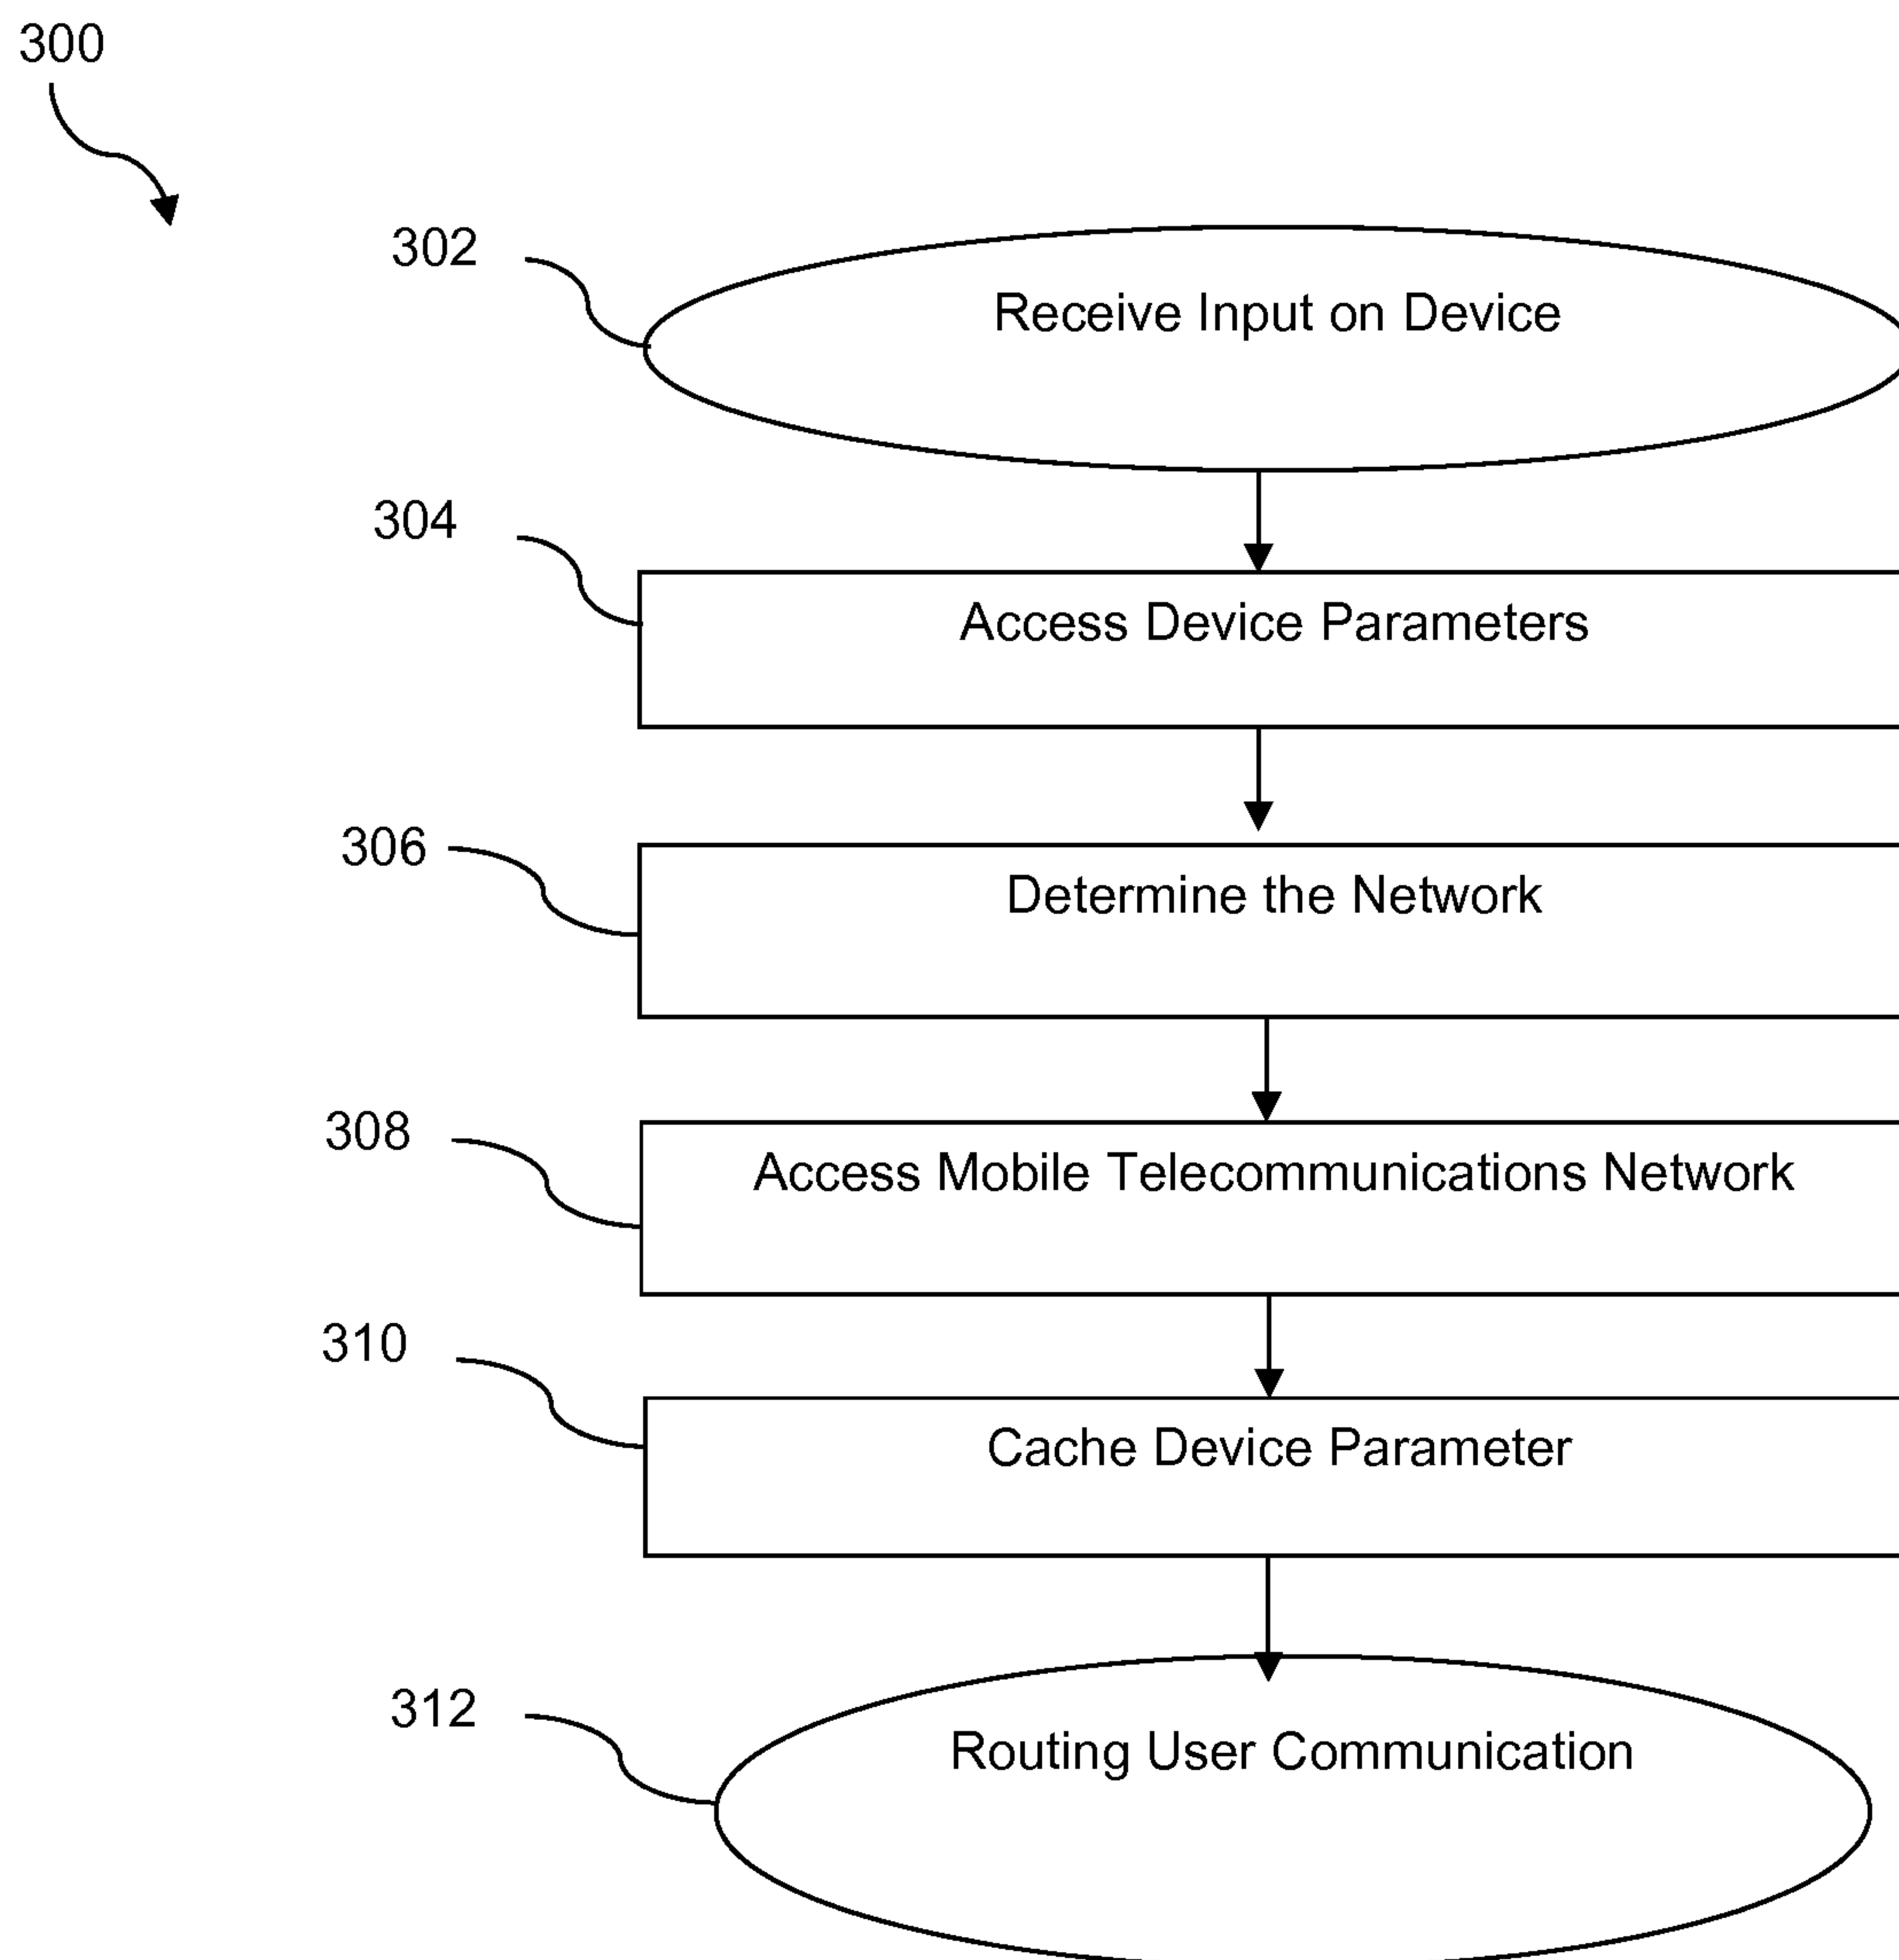 300
302
Receive Input on Device
304
Access Device Parameters
306
Determine the Network
308
Access Mobile Telecommunications Network
310
Cache Device Parameter
312
Routing User Communication